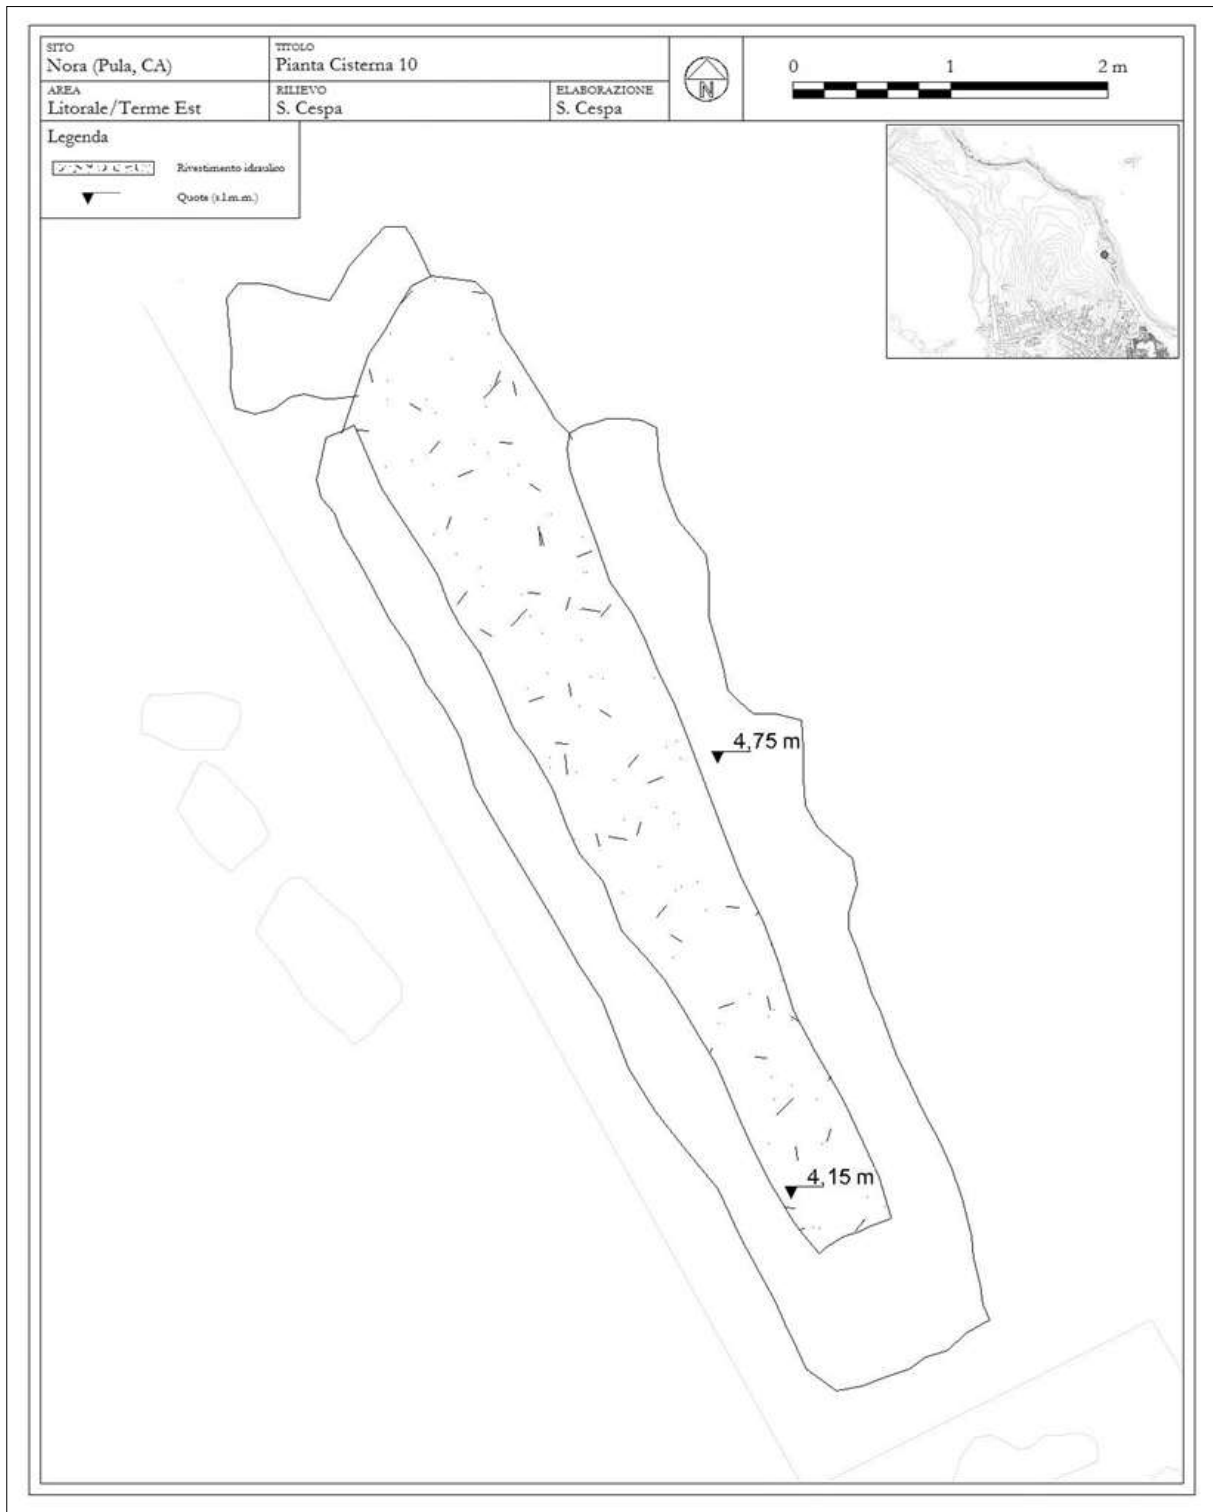 SITO
Nora (Pula, CA)
TITOLO
Pianta Cisterna 10
N
0 1 2 m
AREA
Litorale/Terme Est
RILIEVO
S. Cespa
ELABORAZIONE
S. Cespa
Legenda
Rivestimento idraulico
Quote (s.l.m.m.)
4,75 m
4,15 m